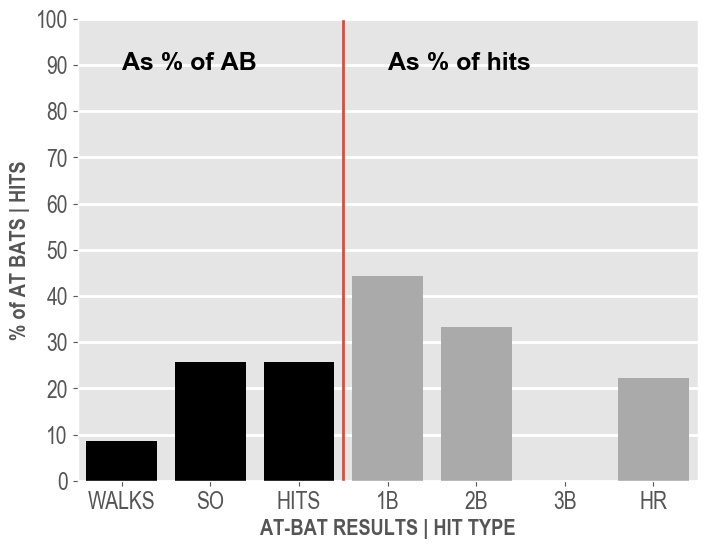 As % of AB
As % of hits
100
90
80
70
60
50
40
30
20
10
0
% of AT BATS | HITS
WALKS SO HITS 1B 2B 3B HR
AT-BAT RESULTS | HIT TYPE